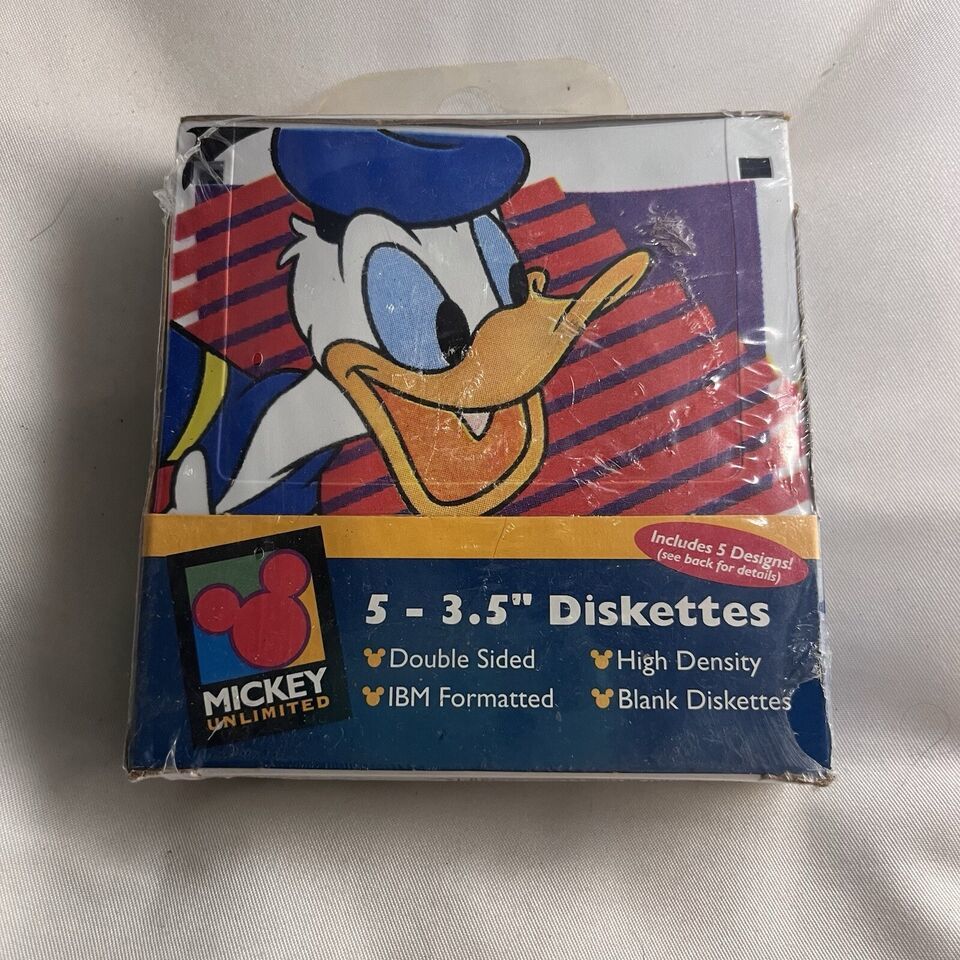 Includes 5 Designs!
(see back for details)
5 - 3.5" Diskettes
Double Sided
High Density
IBM Formatted
Blank Diskettes
MICKEY
UNLIMITED